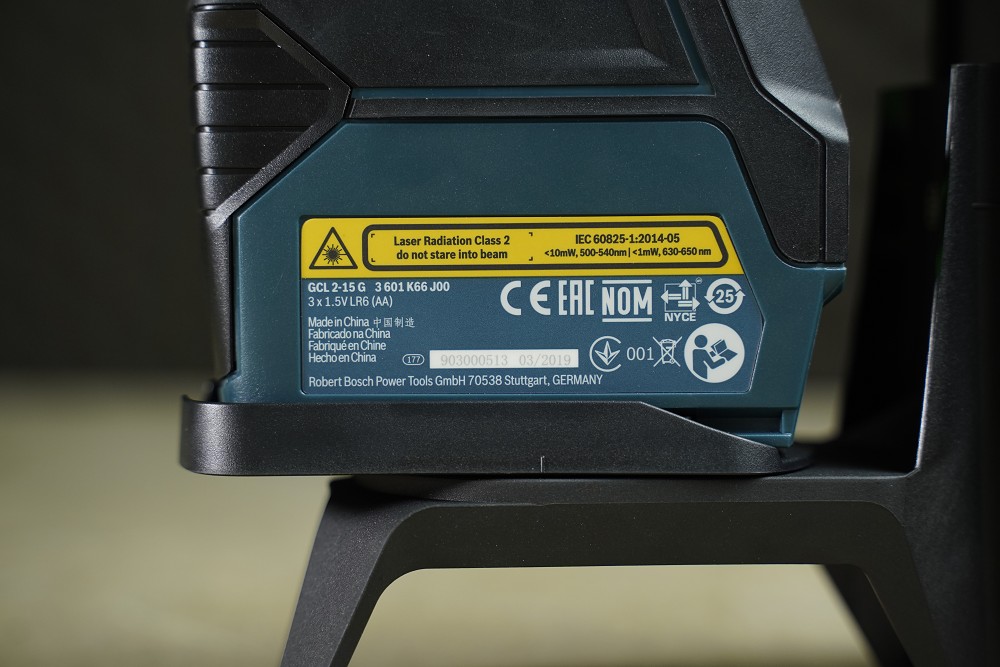 Laser Radiation Class 2
do not stare into beam
IEC 60825-1:2014-05
<10mW, 500-540nm | <1mW, 630-650 nm
GCL 2-15 G 3 601 K66 J00
3 x 1.5V LR6 (AA)
Made in China 中国制造
Fabricado na China
Fabriqué en Chine
Hecho en China
CE EAC NOM
NYCE
25
177
903000513 03/2019
001
Robert Bosch Power Tools GmbH 70538 Stuttgart, GERMANY